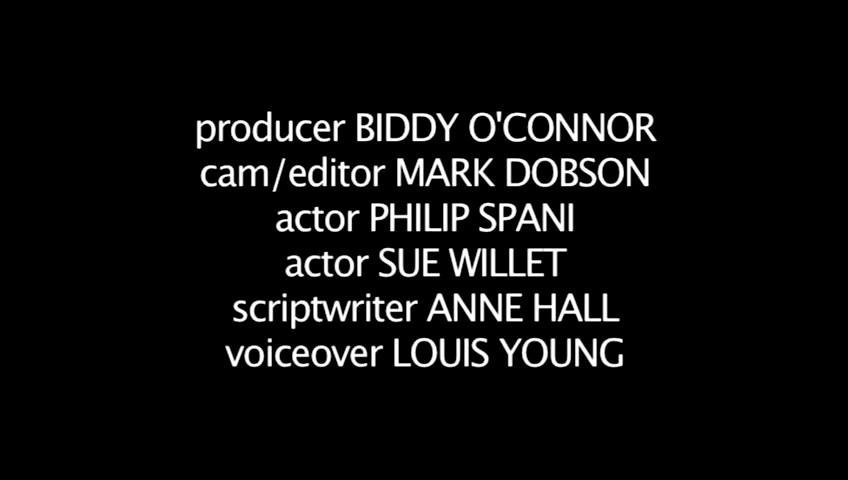 producer BIDDY O'CONNOR
cam/editor MARK DOBSON
actor PHILIP SPANI
actor SUE WILLET
scriptwriter ANNE HALL
voiceover LOUIS YOUNG